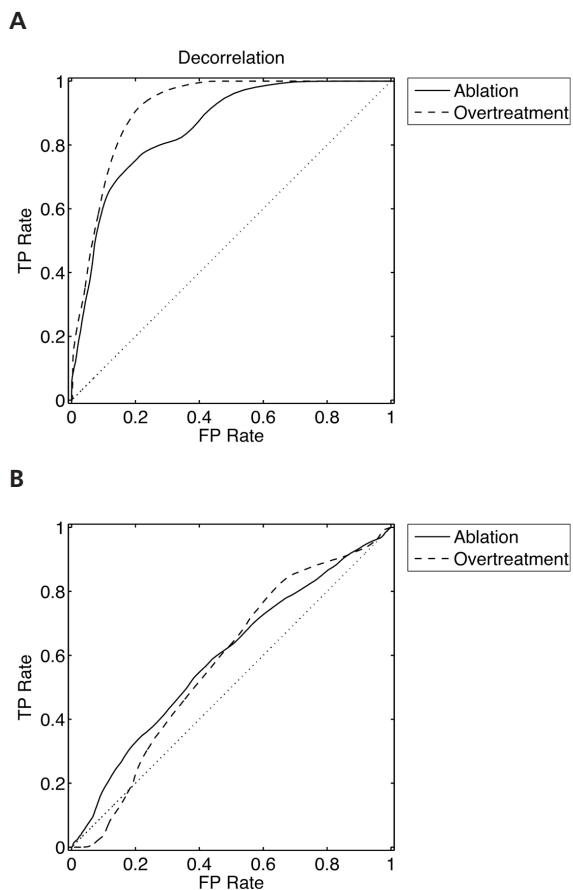 A
Decorrelation
Ablation
Overtreatment
1
0.8
0.6
0.4
0.2
0
TP Rate
0 0.2 0.4 0.6 0.8 1
FP Rate
B
Ablation
Overtreatment
1
0.8
0.6
0.4
0.2
0
TP Rate
0 0.2 0.4 0.6 0.8 1
FP Rate